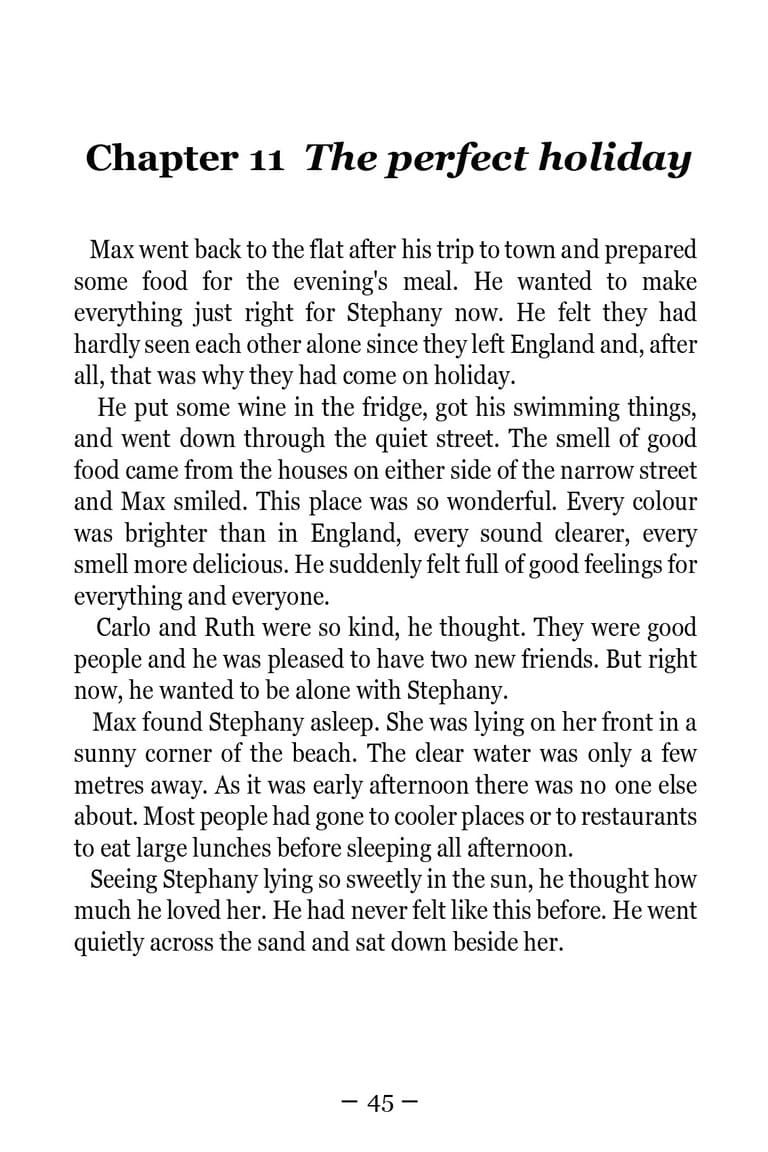 Chapter 11 The perfect holiday
Max went back to the flat after his trip to town and prepared
some food for the evening's meal. He wanted to make
everything just right for Stephany now. He felt they had
hardly seen each other alone since they left England and, after
all, that was why they had come on holiday.
He put some wine in the fridge, got his swimming things,
and went down through the quiet street. The smell of good
food came from the houses on either side of the narrow street
and Max smiled. This place was so wonderful. Every colour
was brighter than in England, every sound clearer, every
smell more delicious. He suddenly felt full of good feelings for
everything and everyone.
Carlo and Ruth were so kind, he thought. They were good
people and he was pleased to have two new friends. But right
now, he wanted to be alone with Stephany.
Max found Stephany asleep. She was lying on her front in a
sunny corner of the beach. The clear water was only a few
metres away. As it was early afternoon there was no one else
about. Most people had gone to cooler places or to restaurants
to eat large lunches before sleeping all afternoon.
Seeing Stephany lying so sweetly in the sun, he thought how
much he loved her. He had never felt like this before. He went
quietly across the sand and sat down beside her.
– 45 –